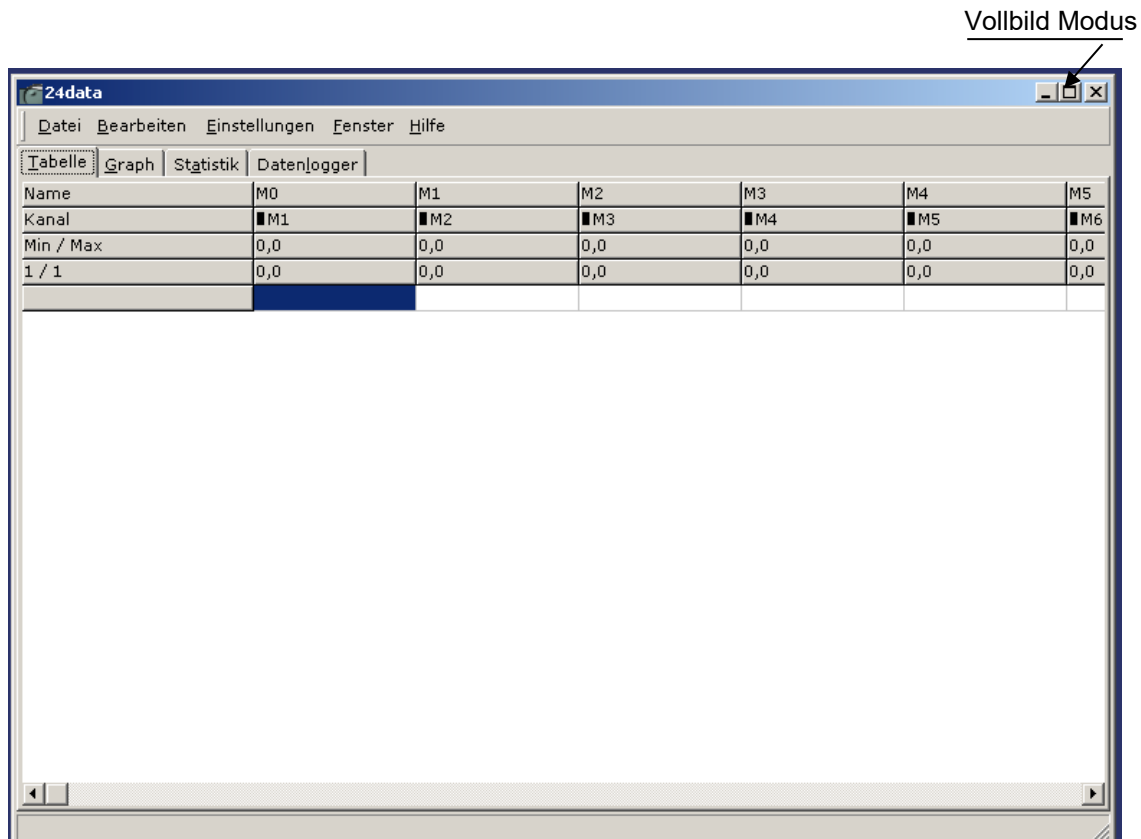 Vollbild Modus
24data
Datei Bearbeiten Einstellungen Fenster Hilfe
Tabelle Graph Statistik Datenlogger
Name M0 M1 M2 M3 M4 M5
Kanal M1 M2 M3 M4 M5 M6
Min / Max 0,0 0,0 0,0 0,0 0,0 0,0
1 / 1 0,0 0,0 0,0 0,0 0,0 0,0